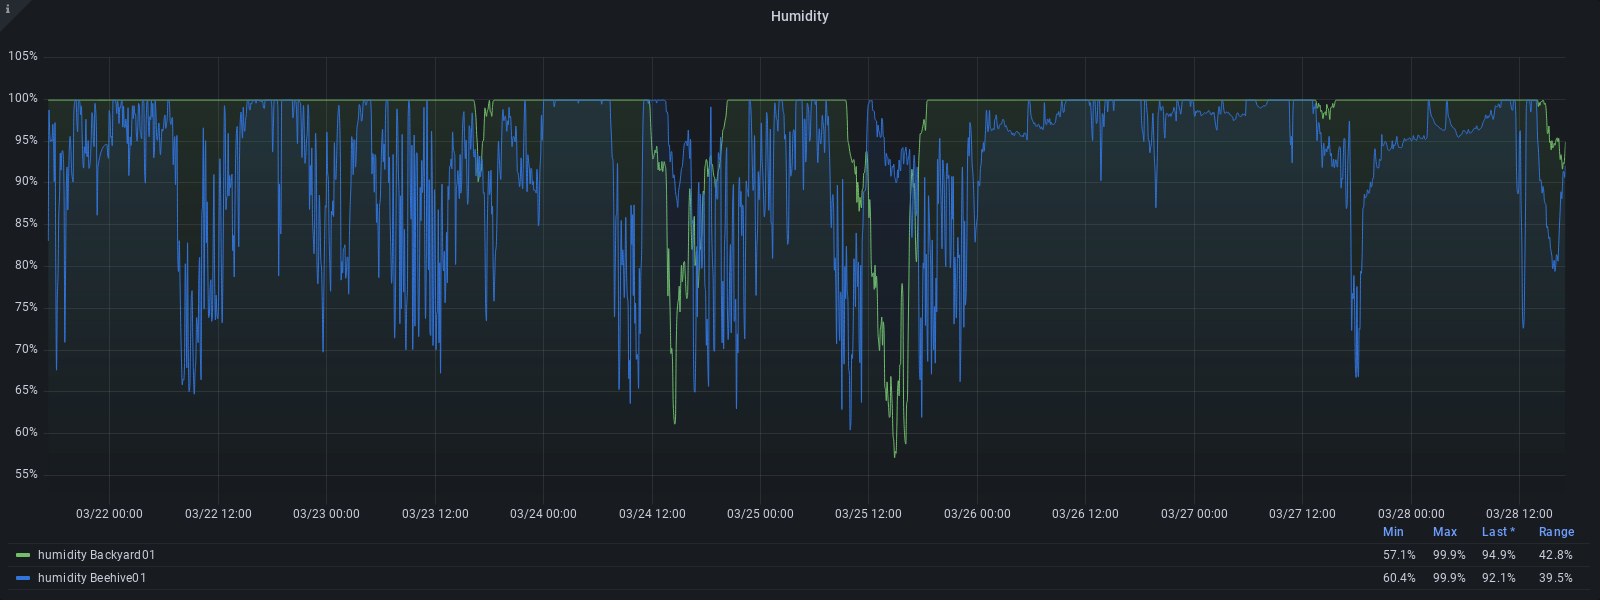 i
Humidity
105%
100%
95%
90%
85%
80%
75%
70%
65%
60%
55%
03/22 00:00 03/22 12:00 03/23 00:00 03/23 12:00 03/24 00:00 03/24 12:00 03/25 00:00 03/25 12:00 03/26 00:00 03/26 12:00 03/27 00:00 03/27 12:00 03/28 00:00 03/28 12:00
Min Max Last * Range
humidity Backyard01 57.1% 99.9% 94.9% 42.8%
humidity Beehive01 60.4% 99.9% 92.1% 39.5%